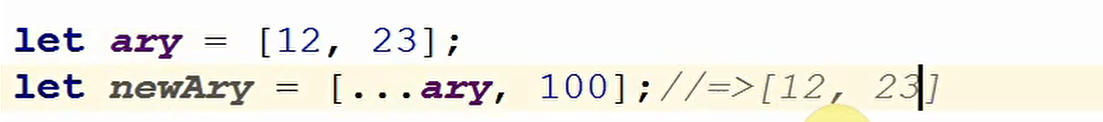 let ary = [12, 23];
let newAry = [...ary, 100];//=>[12, 23]